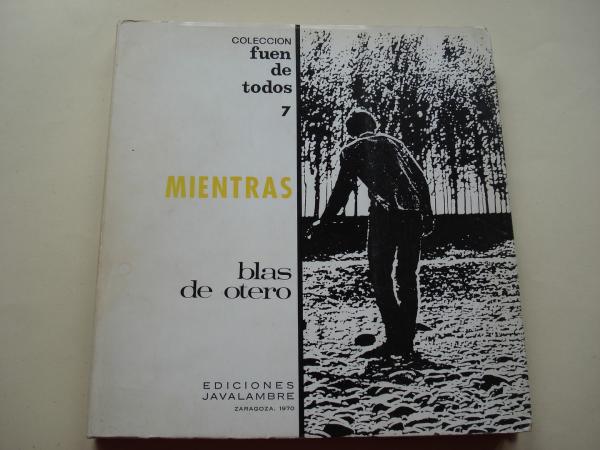 COLECCION
fuen
de
todos
7
MIENTRAS
blas
de otero
EDICIONES
JAVALAMBRE
ZARAGOZA, 1970